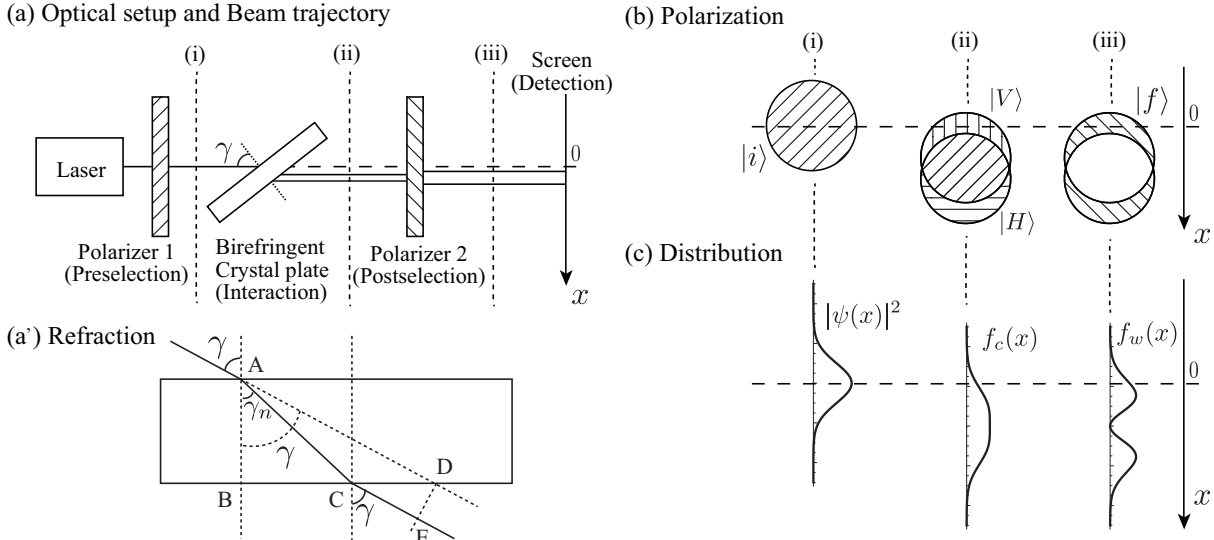 (a) Optical setup and Beam trajectory
(i)
(ii)
(iii)
Screen
(Detection)
Laser
γ
0
Polarizer 1
(Preselection)
Birefringent
Crystal plate
(Interaction)
Polarizer 2
(Postselection)
x
(a’) Refraction
γ
A
γn
γ
D
B
C
γ
E
(b) Polarization
(i)
(ii)
(iii)
|V⟩
|f⟩
0
|i⟩
|H⟩
x
(c) Distribution
|ψ(x)|²
f_c(x)
f_w(x)
0
x